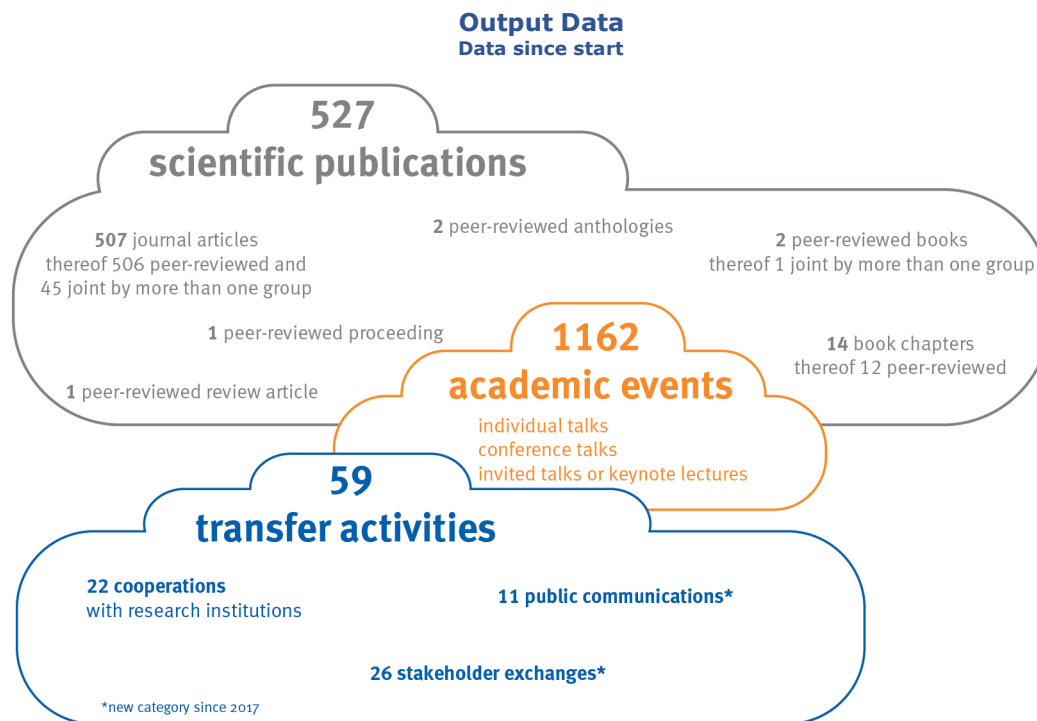 Output Data
Data since start
527
scientific publications
2 peer-reviewed anthologies
507 journal articles
thereof 506 peer-reviewed and
45 joint by more than one group
2 peer-reviewed books
thereof 1 joint by more than one group
1 peer-reviewed proceeding
14 book chapters
thereof 12 peer-reviewed
1 peer-reviewed review article
1162
academic events
individual talks
conference talks
invited talks or keynote lectures
59
transfer activities
22 cooperations
with research institutions
11 public communications*
26 stakeholder exchanges*
*new category since 2017